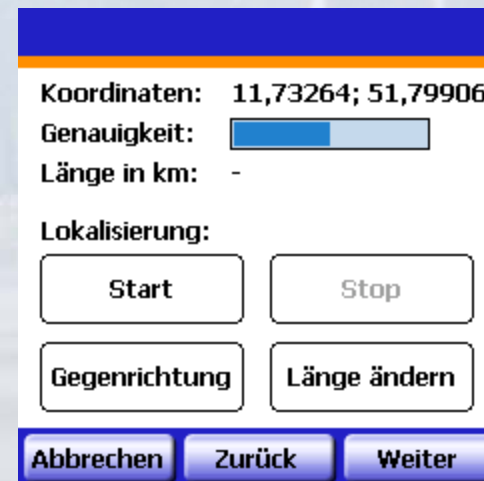 Koordinaten: 11,73264; 51,79906
Genauigkeit:
Länge in km: -
Lokalisierung:
Start Stop
Gegenrichtung Länge ändern
Abbrechen Zurück Weiter